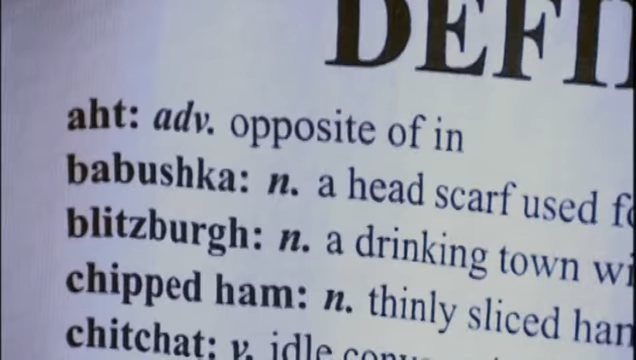 DEFI
aht: adv. opposite of in
babushka: n. a head scarf used
blitzburgh: n. a drinking town
chipped ham: n. thinly sliced
chitchat: v. idle